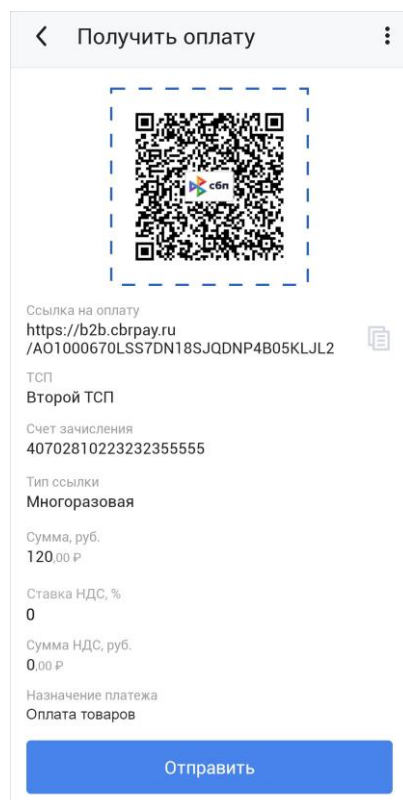 Получить оплату
сбп
Ссылка на оплату
https://b2b.cbrpay.ru
/AO1000670LSS7DN18SJQDNP4B05KLJL2
ТСП
Второй ТСП
Счет зачисления
40702810223232355555
Тип ссылки
Многоразовая
Сумма, руб.
120,00 ₽
Ставка НДС, %
0
Сумма НДС, руб.
0,00 ₽
Назначение платежа
Оплата товаров
Отправить